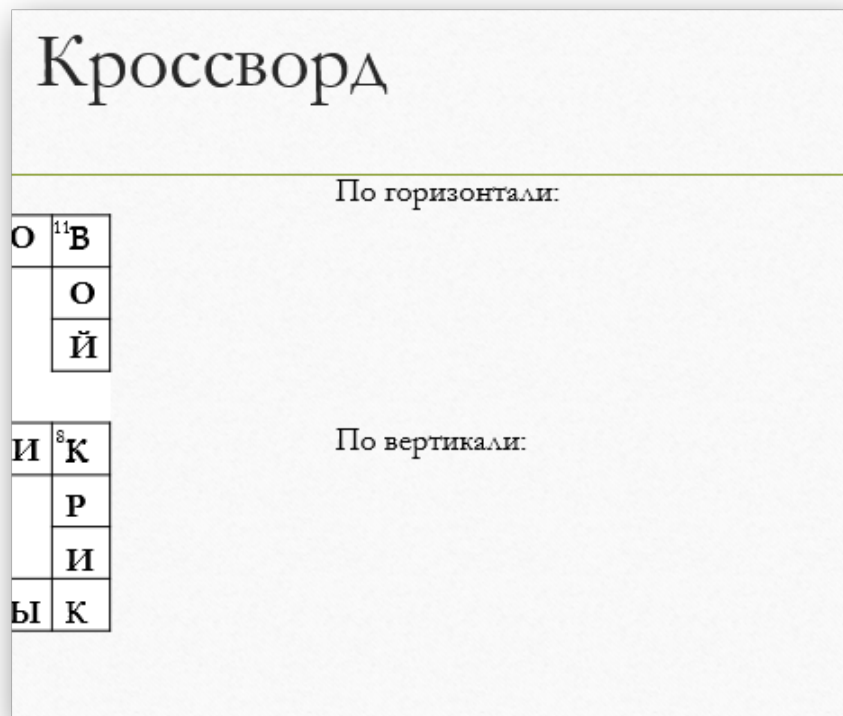 Кроссворд
По горизонтали:
О 11В
О
Й
По вертикали:
И 8К
Р
И
Ы К